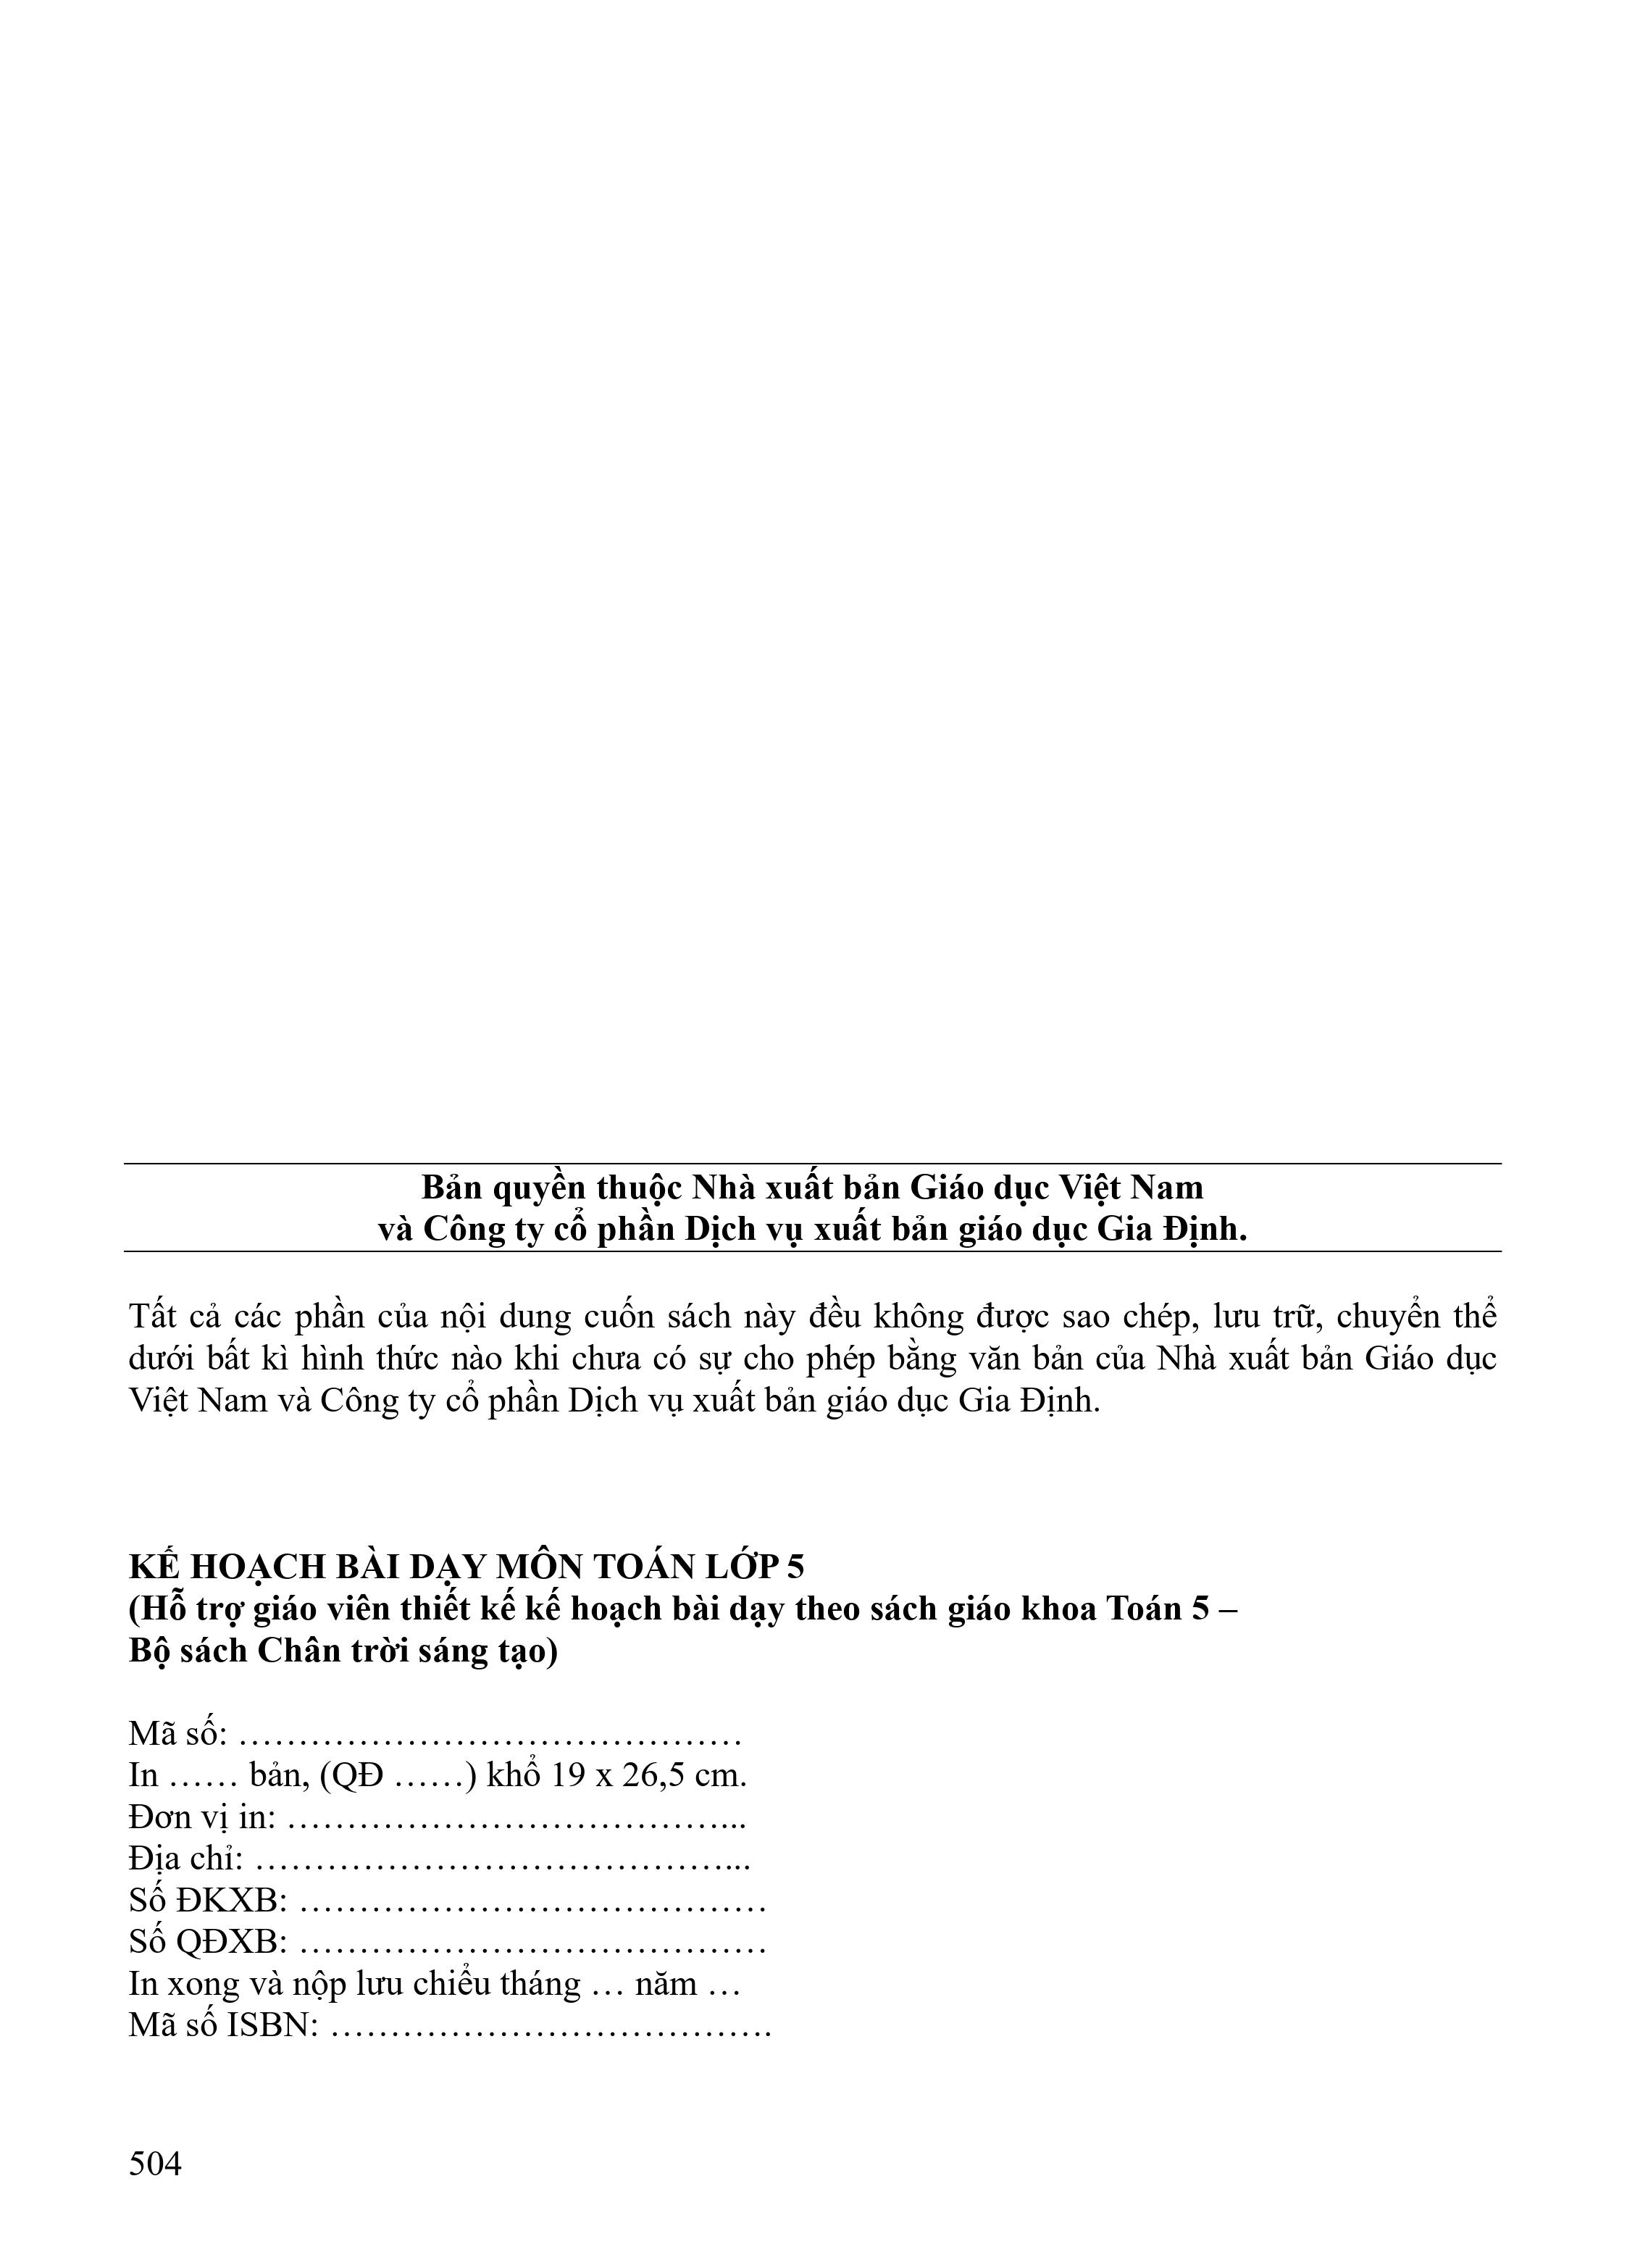 Bản quyền thuộc Nhà xuất bản Giáo dục Việt Nam
và Công ty cổ phần Dịch vụ xuất bản giáo dục Gia Định.
Tất cả các phần của nội dung cuốn sách này đều không được sao chép, lưu trữ, chuyển thể
dưới bất kì hình thức nào khi chưa có sự cho phép bằng văn bản của Nhà xuất bản Giáo dục
Việt Nam và Công ty cổ phần Dịch vụ xuất bản giáo dục Gia Định.
KẾ HOẠCH BÀI DẠY MÔN TOÁN LỚP 5
(Hỗ trợ giáo viên thiết kế kế hoạch bài dạy theo sách giáo khoa Toán 5 –
Bộ sách Chân trời sáng tạo)
Mã số: ……………………………………
In …… bản, (QĐ ……) khổ 19 x 26,5 cm.
Đơn vị in: ………………………………...
Địa chỉ: …………………………………...
Số ĐKXB: …………………………………
Số QĐXB: …………………………………
In xong và nộp lưu chiểu tháng … năm …
Mã số ISBN: ……………………………….
504